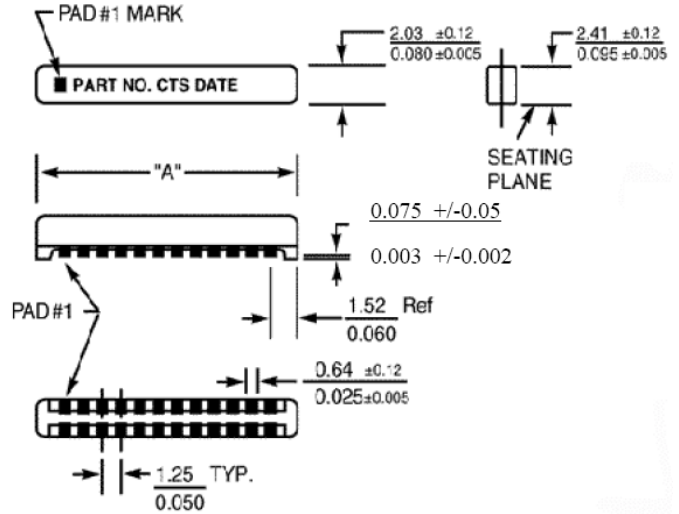 PAD #1 MARK
2.03 ±0.12
0.080 ±0.005
2.41 ±0.12
0.095 ±0.005
PART NO. CTS DATE
SEATING
PLANE
"A"
0.075 +/-0.05
0.003 +/-0.002
PAD #1
1.52 Ref
0.060
0.64 ±0.12
0.025±0.005
1.25 TYP.
0.050